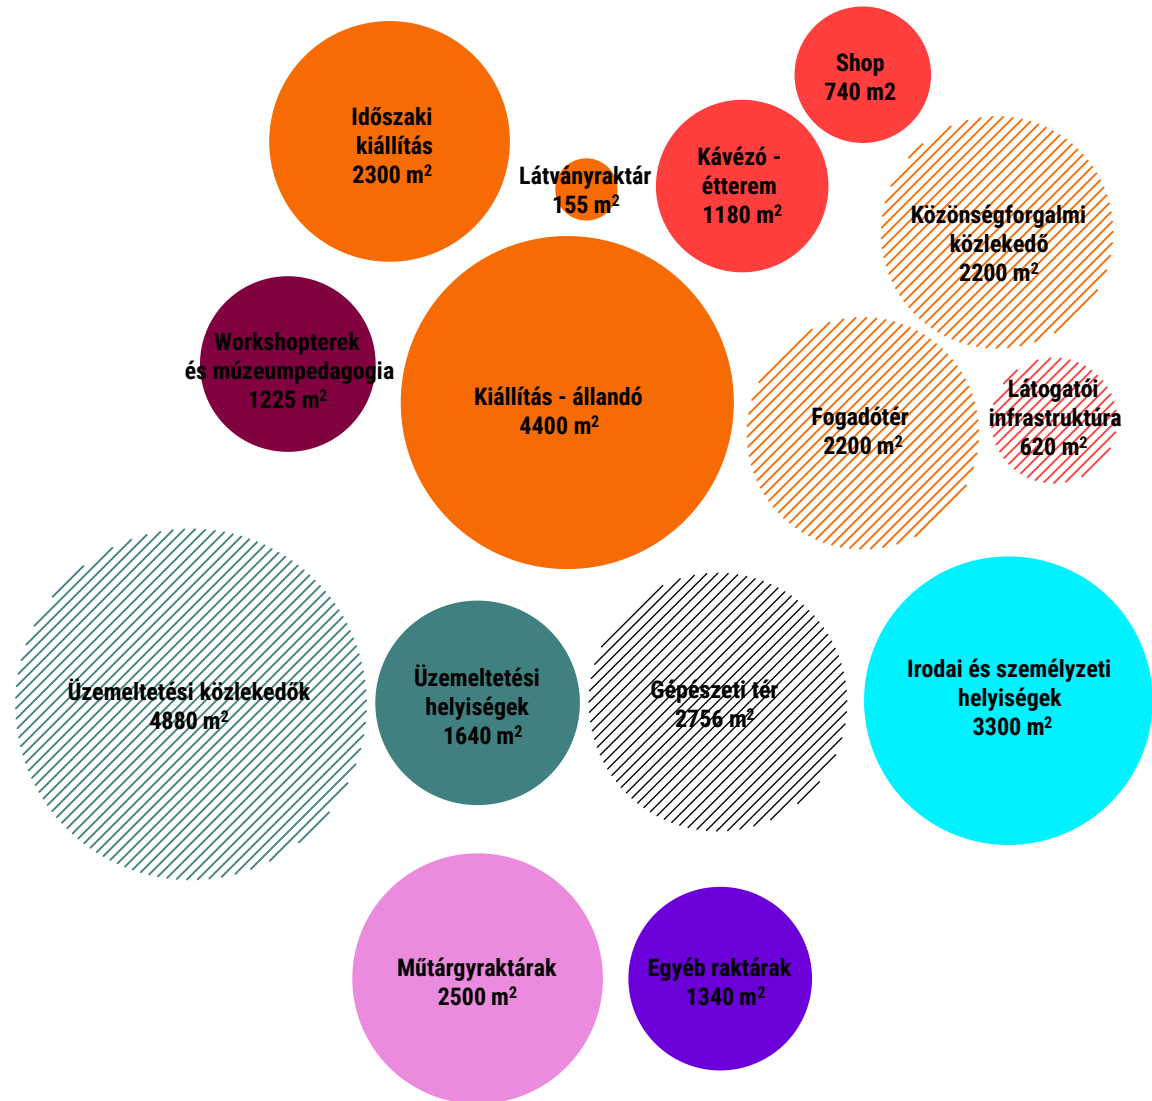 Shop
740 m2
Időszaki
kiállítás
2300 m²
Kávézó -
étterem
1180 m²
Látványraktár
155 m²
Közönségforgalmi
közlekedő
2200 m²
Workshopterek
és múzeumpedagogia
1225 m²
Kiállítás - állandó
4400 m²
Fogadótér
2200 m²
Látogatói
infrastruktúra
620 m²
Üzemeltetési közlekedők
4880 m²
Üzemeltetési
helyiségek
1640 m²
Gépészeti tér
2756 m²
Irodai és személyzeti
helyiségek
3300 m²
Műtárgyraktárak
2500 m²
Egyéb raktárak
1340 m²